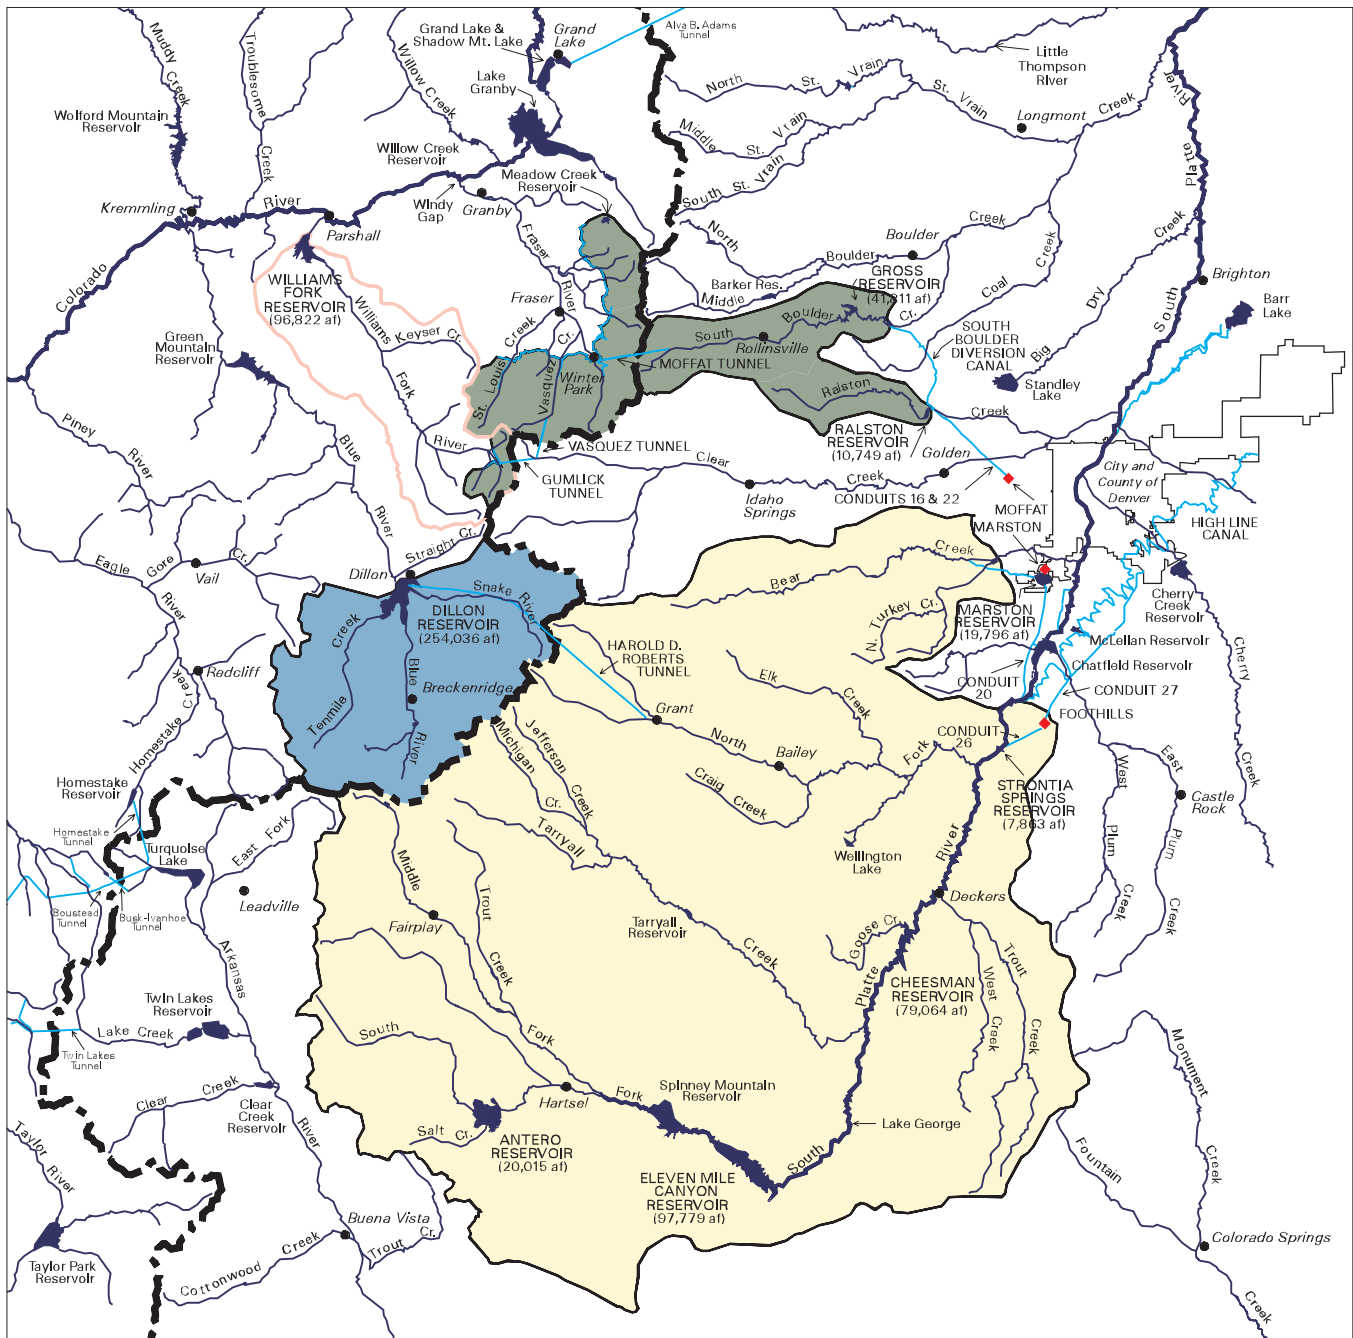 Alva B. Adams
Tunnel
Grand Lake &
Shadow Mt. Lake
Grand
Lake
Lake
Granby
Muddy Creek
Troublesome
Creek
Willow Creek
Little
Thompson
River
North
St.
Vrain
St. Vrain
Creek
Longmont
River
Wolford Mountain
Reservoir
Middle
St.
Vrain
Willow Creek
Reservoir
Meadow Creek
Reservoir
South
St.
Vrain
Platte
Kremmling
River
Parshall
Windy
Gap
Granby
North
Creek
Boulder
Boulder
Creek
Creek
Colorado
Fraser
River
WILLIAMS
FORK
RESERVOIR
(96,822 af)
Barker Res.
Middle
GROSS
RESERVOIR
(41,811 af)
Coal
Dry
Brighton
Barr
Lake
Fraser
Williams
Keyser Cr.
Creek
Cr.
South
Boulder
Cr.
Rollinsville
SOUTH
BOULDER
DIVERSION
CANAL
Big
South
Green
Mountain
Reservoir
Fork
St. Louis
Vasquez
Winter
Park
MOFFAT TUNNEL
Ralston
Standley
Lake
Creek
Piney
River
Blue
River
River
VASQUEZ TUNNEL
GUMLICK
TUNNEL
Clear
Creek
Idaho
Springs
RALSTON
RESERVOIR
(10,749 af)
Golden
CONDUITS 16 & 22
MOFFAT
MARSTON
City and
County of
Denver
HIGH LINE
CANAL
Eagle
Gore
Cr.
Vail
River
Straight Cr.
Dillon
Snake
River
DILLON
RESERVOIR
(254,036 af)
Bear
Creek
N. Turkey
Cr.
MARSTON
RESERVOIR
(19,796 af)
Cherry
Creek
Reservoir
McLellan Reservoir
Chatfield Reservoir
Cherry
Creek
HAROLD D.
ROBERTS
TUNNEL
Creek
Tenmile
Blue
River
Breckenridge
Redcliff
Homestake
Creek
Elk
Creek
CONDUIT
20
CONDUIT 27
FOOTHILLS
CONDUIT
26
Grant
North
Bailey
Fork
Craig
Creek
Michigan
Cr.
Jefferson
Creek
STRONTIA
SPRINGS
RESERVOIR
(7,863 af)
West
Plum
Creek
East
Plum
Creek
Castle
Rock
Homestake
Reservoir
Homestake
Tunnel
Turquoise
Lake
East Fork
Tarryall
Wellington
Lake
River
Boustead
Tunnel
Busk-Ivanhoe
Tunnel
Leadville
Middle
Fairplay
Trout
Creek
Tarryall
Reservoir
Creek
Deckers
Goose Cr.
Platte
CHEESMAN
RESERVOIR
(79,064 af)
West
Creek
Trout
Creek
Arkansas
Twin Lakes
Reservoir
Lake Creek
Twin Lakes
Tunnel
South
Fork
Fork
Hartsel
Spinney Mountain
Reservoir
Monument
Creek
Clear
Creek
Clear
Creek
Reservoir
River
Salt
Cr.
ANTERO
RESERVOIR
(20,015 af)
Lake George
South
ELEVEN MILE
CANYON
RESERVOIR
(97,779 af)
Fountain
Taylor
River
Taylor Park
Reservoir
Buena Vista
Trout
Cr.
Cottonwood
Creek
Colorado Springs
Creek